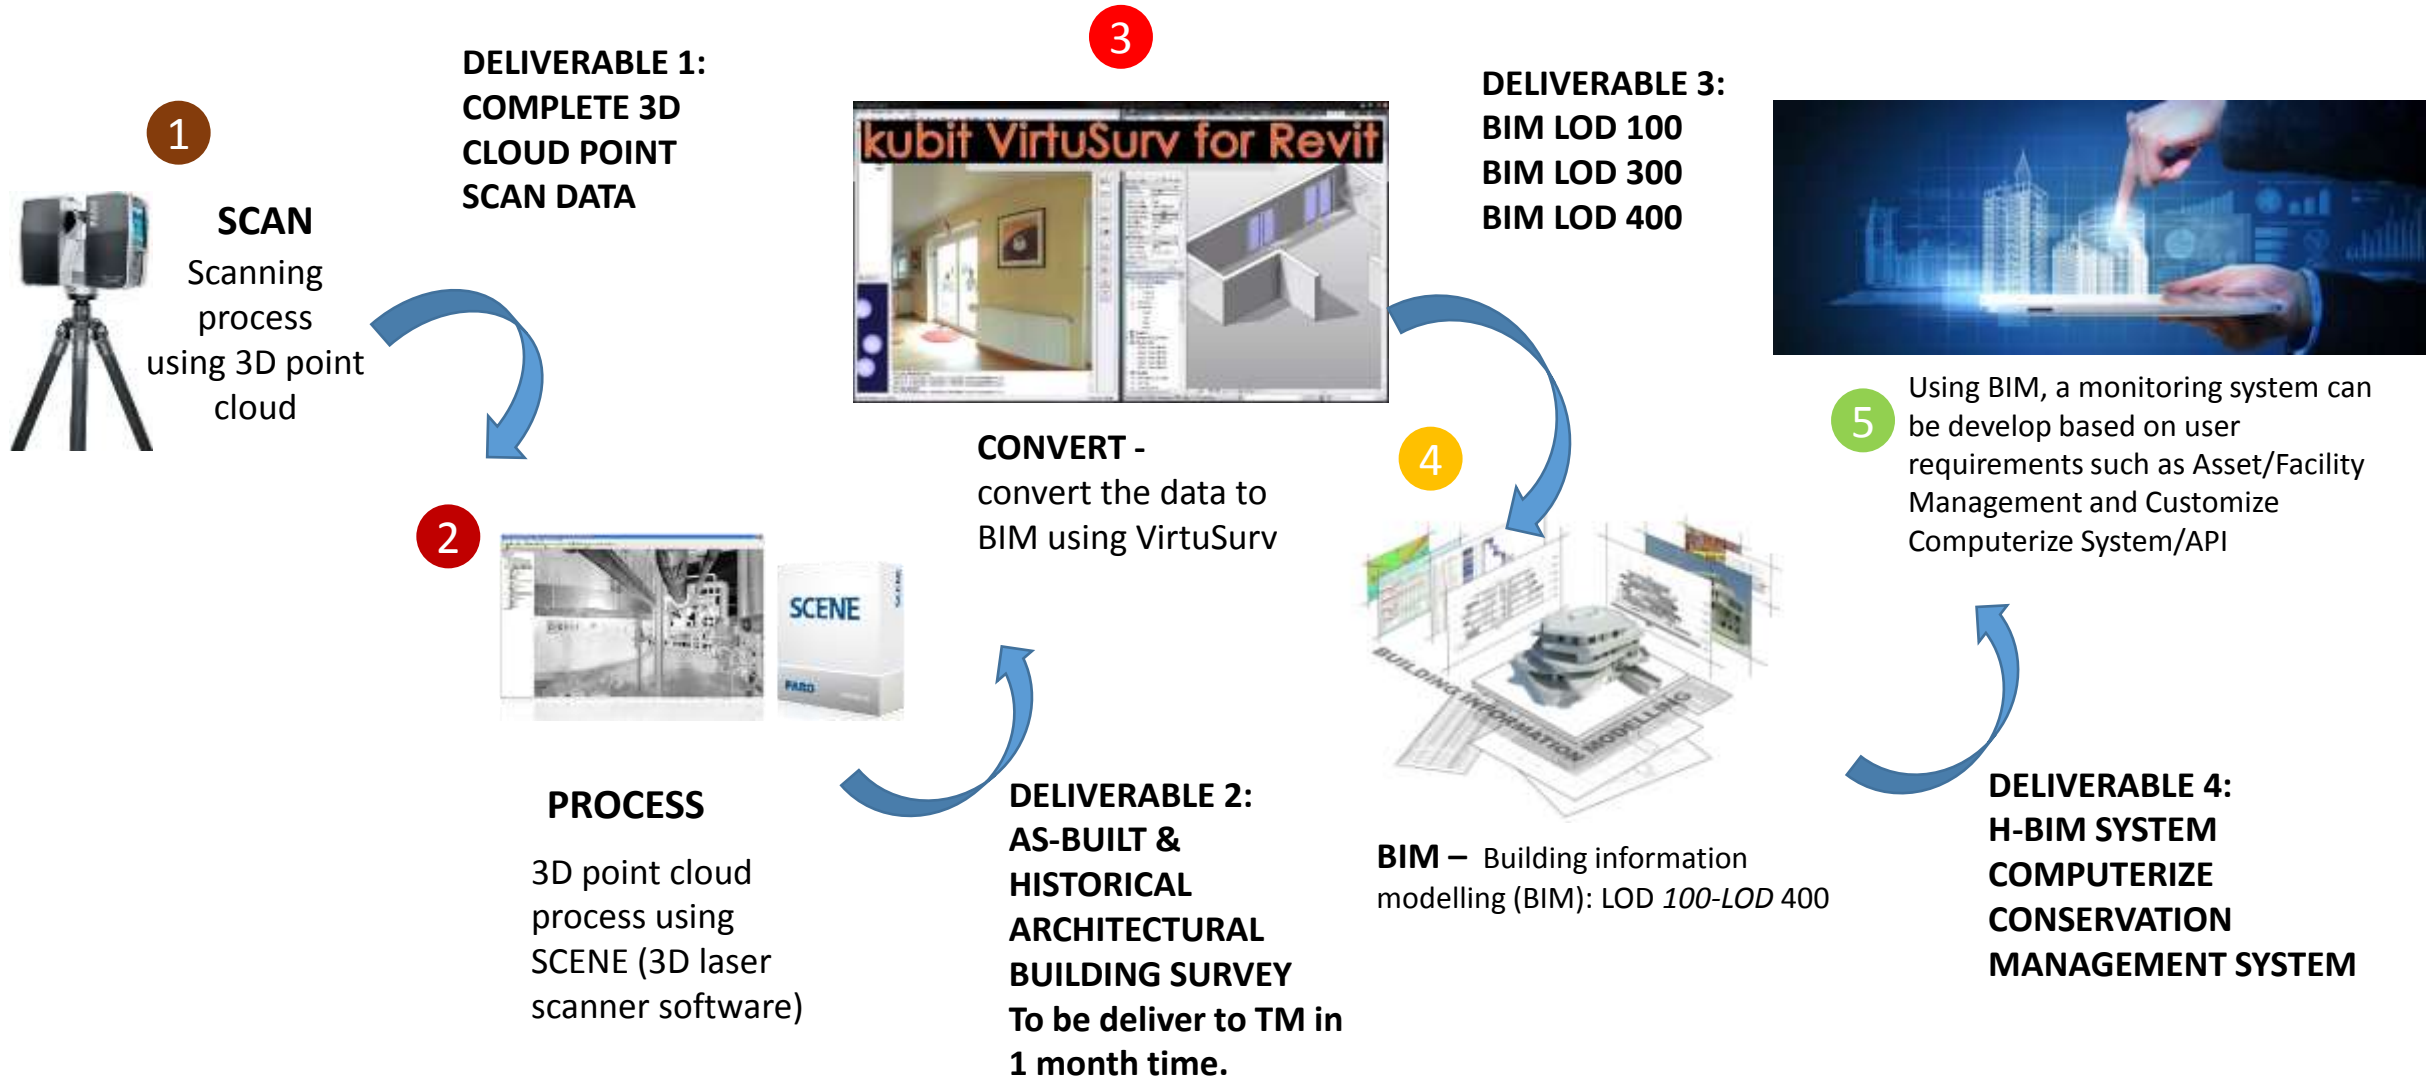 1
SCAN
Scanning
process
using 3D point
cloud
DELIVERABLE 1:
COMPLETE 3D
CLOUD POINT
SCAN DATA
2
SCENE
SCENE
FARO
PROCESS
3D point cloud
process using
SCENE (3D laser
scanner software)
3
kubit VirtuSurv for Revit
CONVERT -
convert the data to
BIM using VirtuSurv
DELIVERABLE 2:
AS-BUILT &
HISTORICAL
ARCHITECTURAL
BUILDING SURVEY
To be deliver to TM in
1 month time.
DELIVERABLE 3:
BIM LOD 100
BIM LOD 300
BIM LOD 400
4
BUILDING INFORMATION MODELLING
BIM – Building information
modelling (BIM): LOD 100-LOD 400
5
Using BIM, a monitoring system can
be develop based on user
requirements such as Asset/Facility
Management and Customize
Computerize System/API
DELIVERABLE 4:
H-BIM SYSTEM
COMPUTERIZE
CONSERVATION
MANAGEMENT SYSTEM